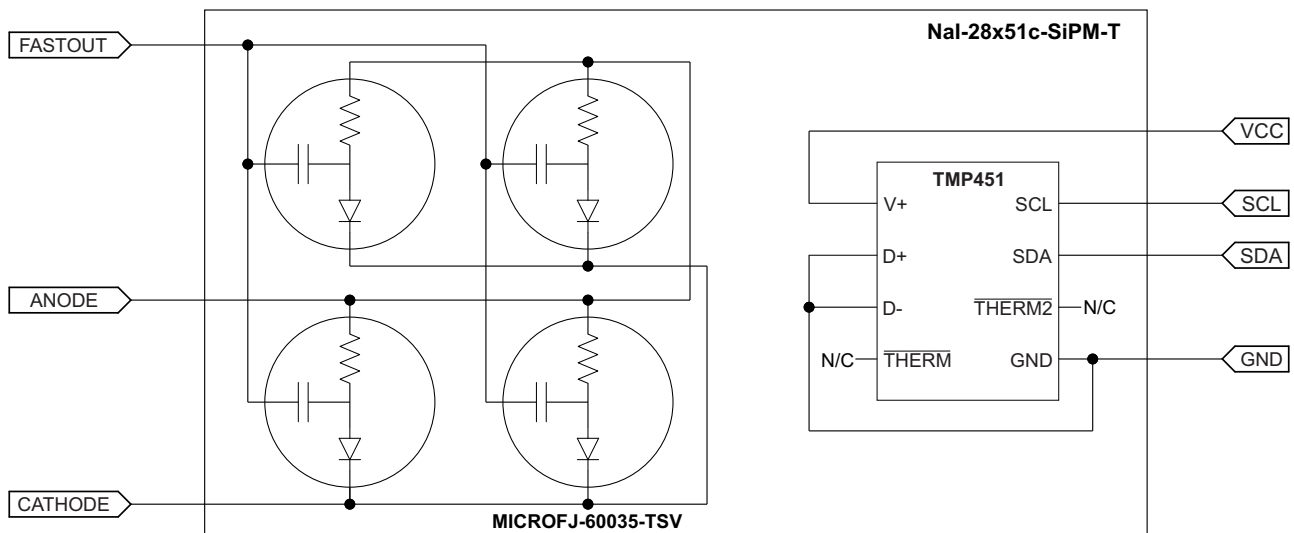 FASTOUT
NaI-28x51c-SiPM-T
VCC
TMP451
V+ SCL
SCL
D+ SDA
SDA
ANODE
D- THERM2 N/C
N/C THERM GND
GND
CATHODE
MICROFJ-60035-TSV